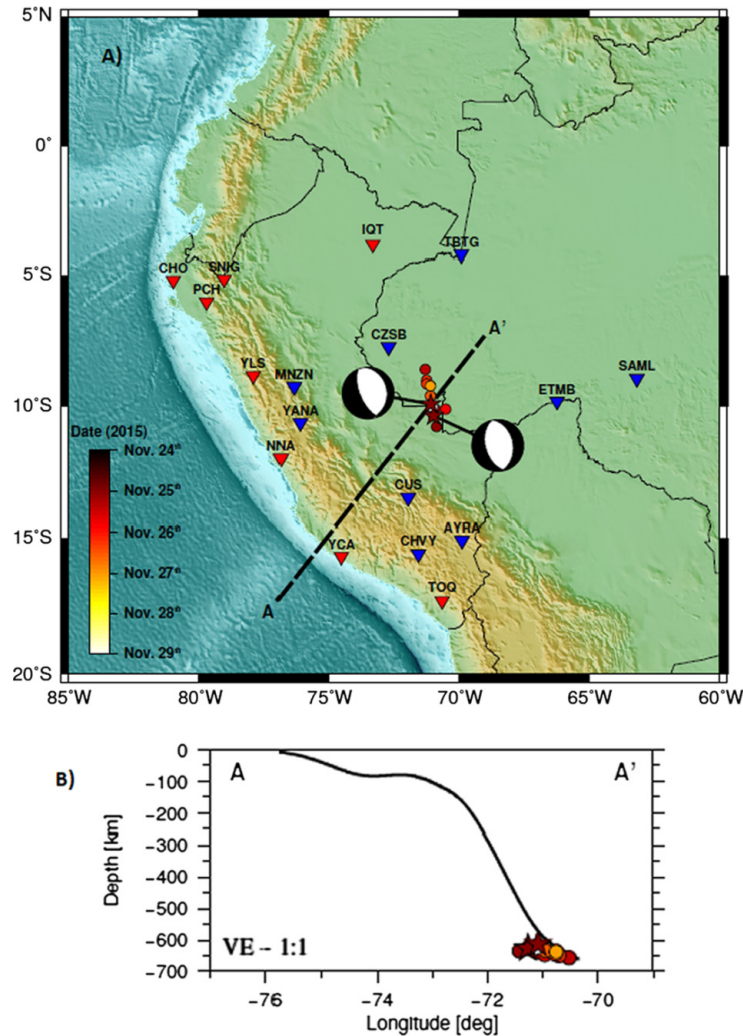 5°N
A)
0°
IQT
TBTG
5°S
CHO
SNIG
PCH
A'
CZSB
YLS
MNZN
SAML
ETMB
10°S
YANA
Date (2015)
NNA
Nov. 24th
CUS
Nov. 25th
AYRA
Nov. 26th
15°S
YCA
CHVY
Nov. 27th
TOQ
A
Nov. 28th
Nov. 29th
20°S
85°W 80°W 75°W 70°W 65°W 60°W
B)
0
A A'
-100
-200
-300
Depth [km]
-400
-500
-600
VE – 1:1
-700
-76 -74 -72 -70
Longitude [deg]